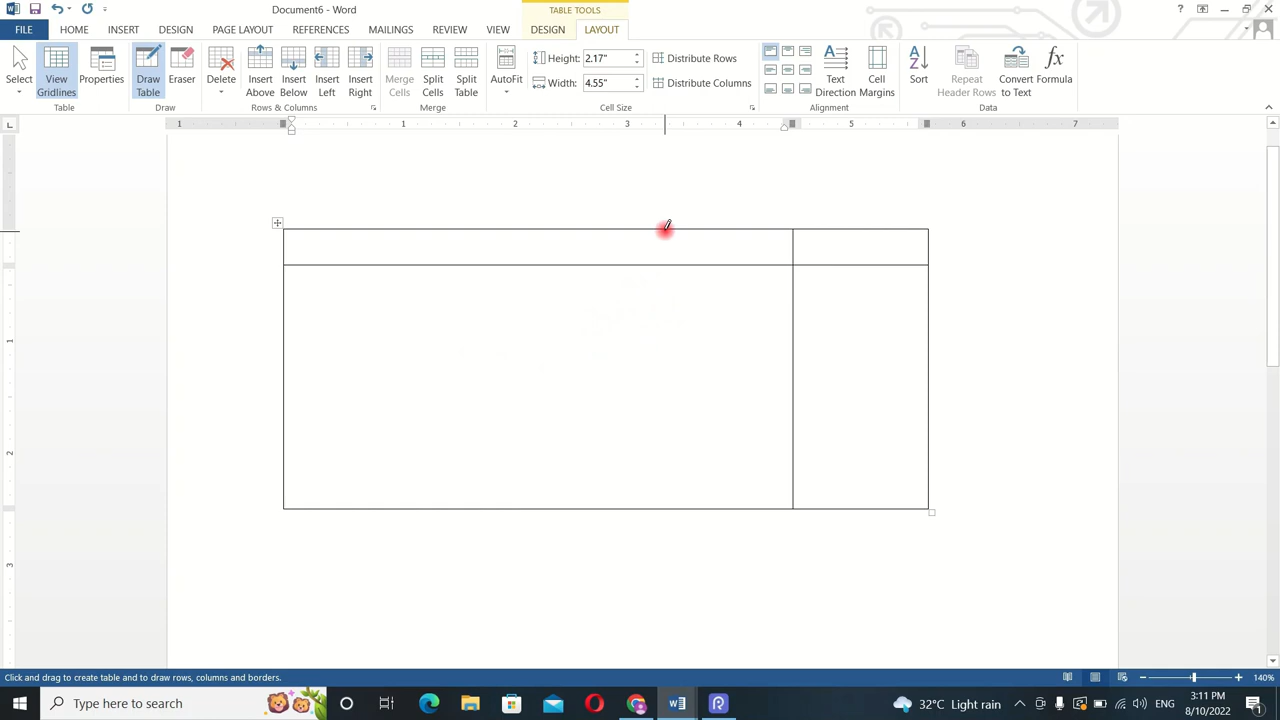 Document6 - Word
TABLE TOOLS
?
FILE HOME INSERT DESIGN PAGE LAYOUT REFERENCES MAILINGS REVIEW VIEW DESIGN LAYOUT
Select
View Gridlines
Properties
Draw Table
Eraser
Delete
Insert Above
Insert Below
Insert Left
Insert Right
Merge Cells
Split Cells
Split Table
AutoFit
Height: 2.17"
Width: 4.55"
Distribute Rows
Distribute Columns
Text Direction
Cell Margins
Sort
Repeat Header Rows
Convert to Text
fx
Formula
Table
Draw
Rows & Columns
Merge
Cell Size
Alignment
Data
1 1 2 3 4 5 6 7
1
2
3
Click and drag to create table and to draw rows, columns and borders.
140%
Type here to search
32°C Light rain
ENG
3:11 PM
8/10/2022